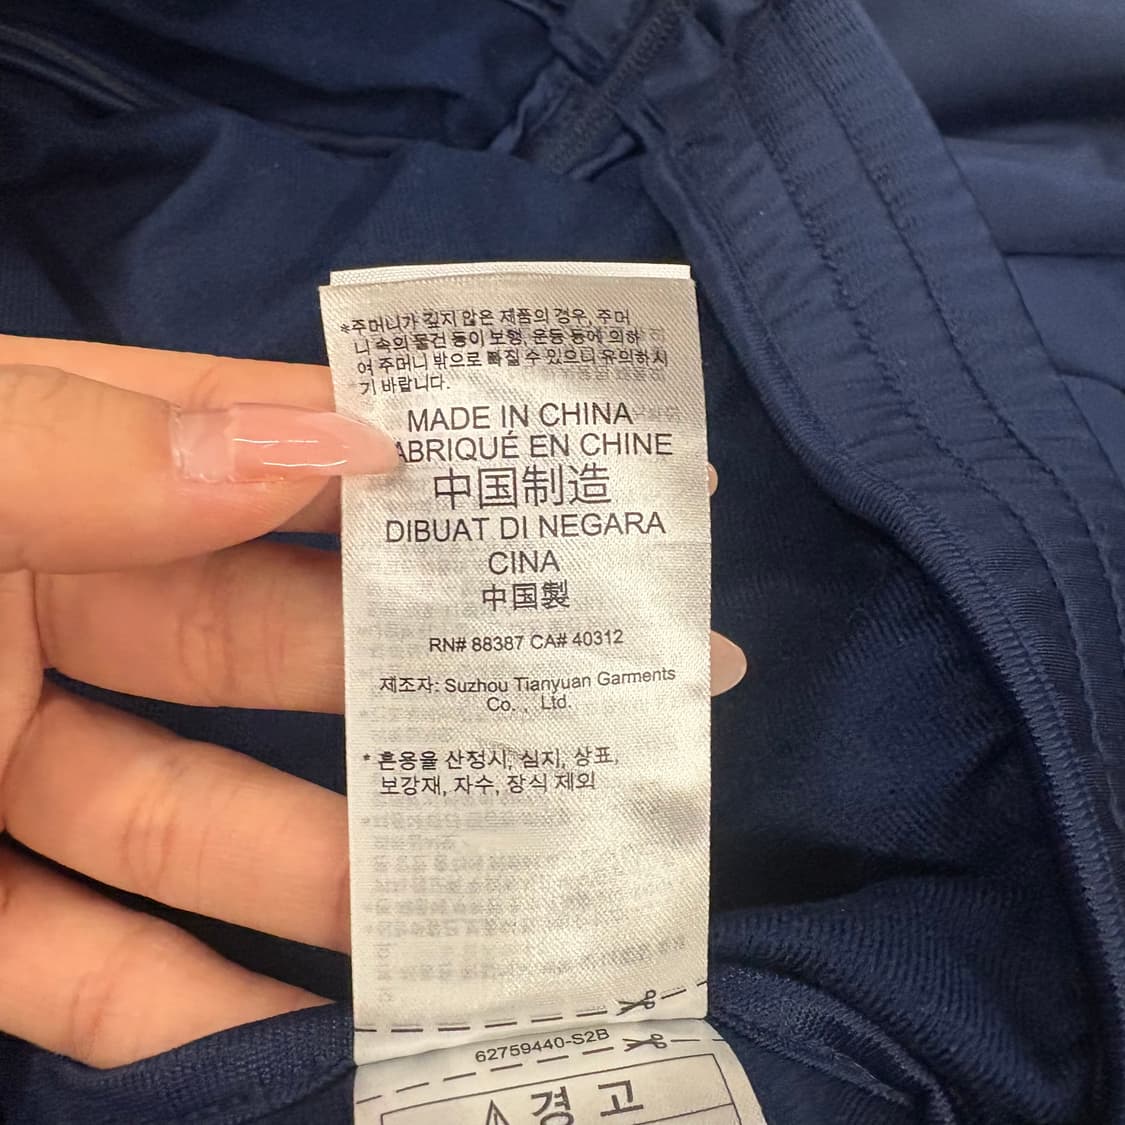 *주머니가 깊지 않은 제품의 경우, 주머
니 속의 물건 등이 보행, 운동 등에 의하
여 주머니 밖으로 빠질 수 있으니 유의하시
기 바랍니다.
MADE IN CHINA
ABRIQUÉ EN CHINE
中国制造
DIBUAT DI NEGARA
CINA
中国製
RN# 88387 CA# 40312
제조자: Suzhou Tianyuan Garments
Co. , Ltd.
* 혼용율 산정시, 심지, 상표,
보강재, 자수, 장식 제외
62759440-S2B
경 고